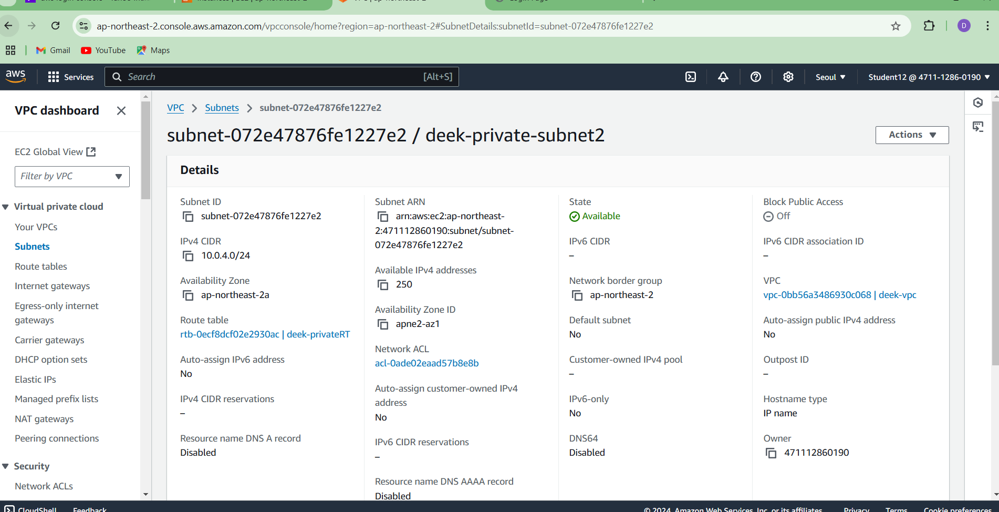 ap-northeast-2.console.aws.amazon.com/vpcconsole/home?region=ap-northeast-2#SubnetDetails:subnetId=subnet-072e47876fe1227e2
D
Gmail
YouTube
Maps
aws
Services
Search
[Alt+S]
Seoul
Student12 @ 4711-1286-0190
VPC dashboard
EC2 Global View
Filter by VPC
Virtual private cloud
Your VPCs
Subnets
Route tables
Internet gateways
Egress-only internet
gateways
Carrier gateways
DHCP option sets
Elastic IPs
Managed prefix lists
NAT gateways
Peering connections
Security
Network ACLs
VPC
Subnets
subnet-072e47876fe1227e2
subnet-072e47876fe1227e2 / deek-private-subnet2
Actions
Details
Subnet ID
subnet-072e47876fe1227e2
IPv4 CIDR
10.0.4.0/24
Availability Zone
ap-northeast-2a
Route table
rtb-0ecf8dcf02e2930ac | deek-privateRT
Auto-assign IPv6 address
No
IPv4 CIDR reservations
–
Resource name DNS A record
Disabled
Subnet ARN
arn:aws:ec2:ap-northeast-
2:471112860190:subnet/subnet-
072e47876fe1227e2
Available IPv4 addresses
250
Availability Zone ID
apne2-az1
Network ACL
acl-0ade02eaad57b8e8b
Auto-assign customer-owned IPv4
address
No
IPv6 CIDR reservations
–
Resource name DNS AAAA record
Disabled
State
Available
IPv6 CIDR
–
Network border group
ap-northeast-2
Default subnet
No
Customer-owned IPv4 pool
–
IPv6-only
No
DNS64
Disabled
Block Public Access
Off
IPv6 CIDR association ID
–
VPC
vpc-0bb56a3486930c068 | deek-vpc
Auto-assign public IPv4 address
No
Outpost ID
–
Hostname type
IP name
Owner
471112860190
CloudShell
Feedback
© 2024, Amazon Web Services, Inc. or its affiliates.
Privacy
Terms
Cookie preferences